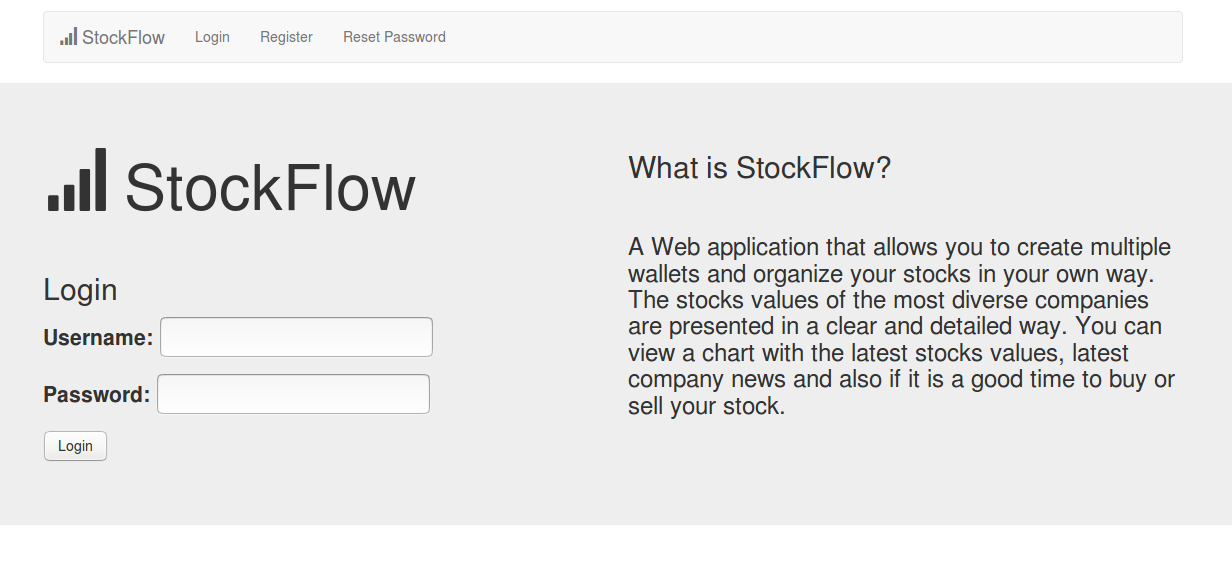 StockFlow Login Register Reset Password
StockFlow
Login
Username:
Password:
Login
What is StockFlow?
A Web application that allows you to create multiple
wallets and organize your stocks in your own way.
The stocks values of the most diverse companies
are presented in a clear and detailed way. You can
view a chart with the latest stocks values, latest
company news and also if it is a good time to buy or
sell your stock.